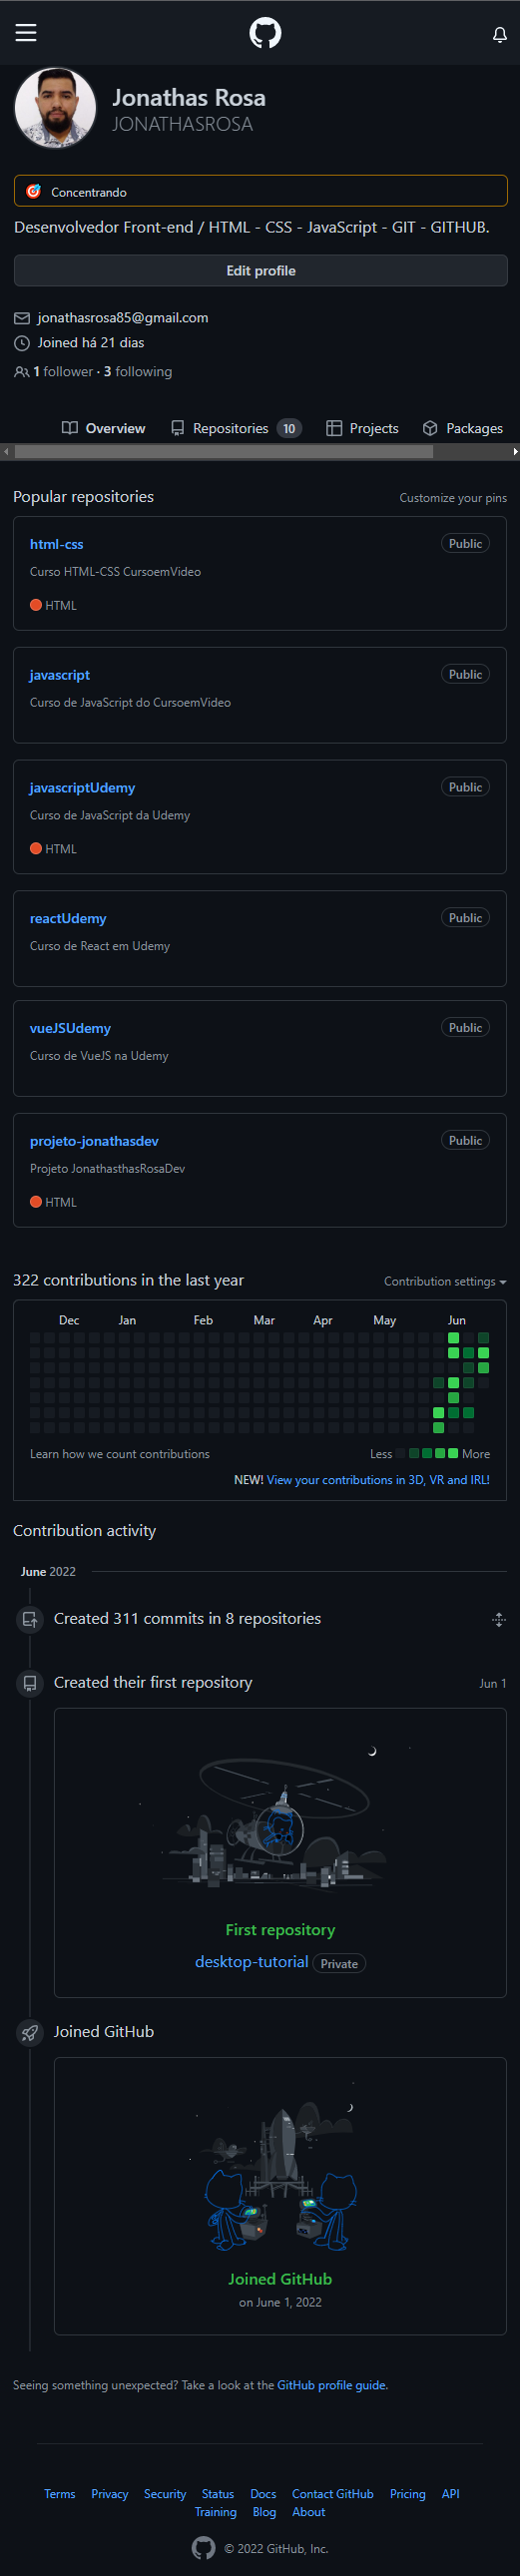 Jonathas Rosa
JONATHASROSA
Concentrando
Desenvolvedor Front-end / HTML - CSS - JavaScript - GIT - GITHUB.
Edit profile
jonathasrosa85@gmail.com
Joined há 21 dias
1 follower · 3 following
Overview Repositories 10 Projects Packages
Popular repositories Customize your pins
html-css Public
Curso HTML-CSS CursoemVideo
HTML
javascript Public
Curso de JavaScript do CursoemVideo
javascriptUdemy Public
Curso de JavaScript da Udemy
HTML
reactUdemy Public
Curso de React em Udemy
vueJSUdemy Public
Curso de VueJS na Udemy
projeto-jonathasdev Public
Projeto JonathasthasRosaDev
HTML
322 contributions in the last year Contribution settings
Dec Jan Feb Mar Apr May Jun
Learn how we count contributions Less More
NEW! View your contributions in 3D, VR and IRL!
Contribution activity
June 2022
Created 311 commits in 8 repositories
Created their first repository Jun 1
First repository
desktop-tutorial Private
Joined GitHub
Joined GitHub
on June 1, 2022
Seeing something unexpected? Take a look at the GitHub profile guide.
Terms Privacy Security Status Docs Contact GitHub Pricing API
Training Blog About
© 2022 GitHub, Inc.